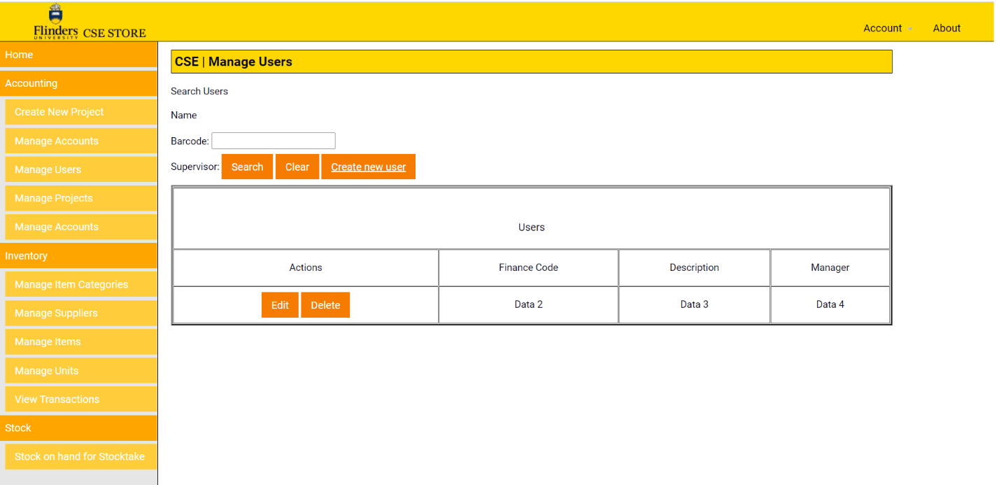 Flinders
UNIVERSITY
CSE STORE
Account
About
Home
Accounting
Create New Project
Manage Accounts
Manage Users
Manage Projects
Manage Accounts
Inventory
Manage Item Categories
Manage Suppliers
Manage Items
Manage Units
View Transactions
Stock
Stock on hand for Stocktake
CSE | Manage Users
Search Users
Name
Barcode:
Supervisor: Search Clear Create new user
Users
Actions Finance Code Description Manager
Edit Delete Data 2 Data 3 Data 4